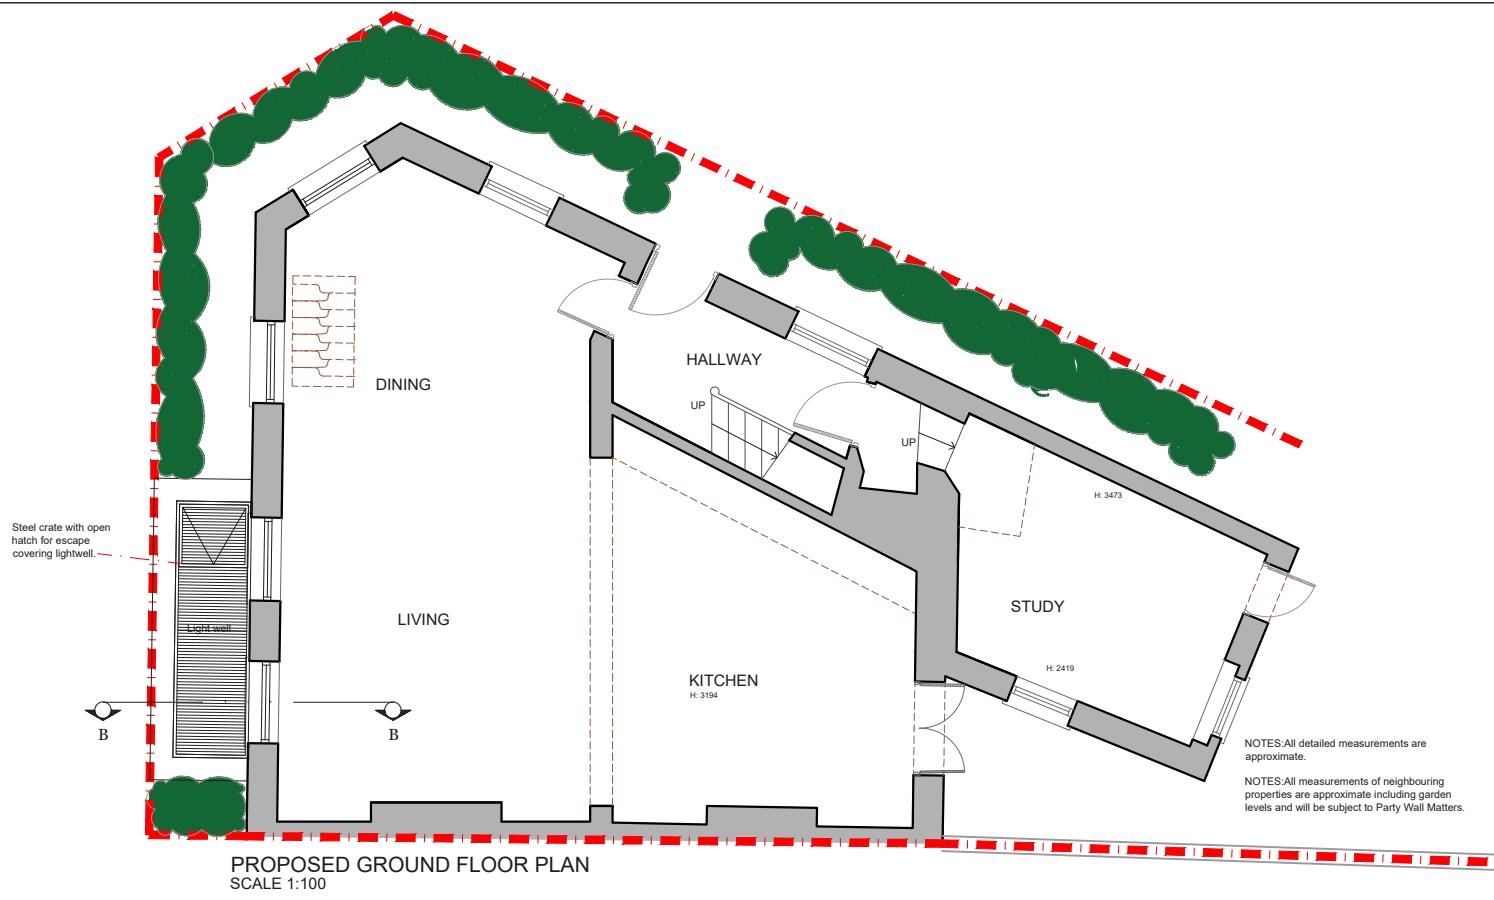 HALLWAY
DINING
UP
UP
H: 3473
Steel crate with open
hatch for escape
covering lightwell.
STUDY
LIVING
Light well
H: 2419
KITCHEN
H: 3194
B
B
NOTES:All detailed measurements are
approximate.
NOTES:All measurements of neighbouring
properties are approximate including garden
levels and will be subject to Party Wall Matters.
PROPOSED GROUND FLOOR PLAN
SCALE 1:100